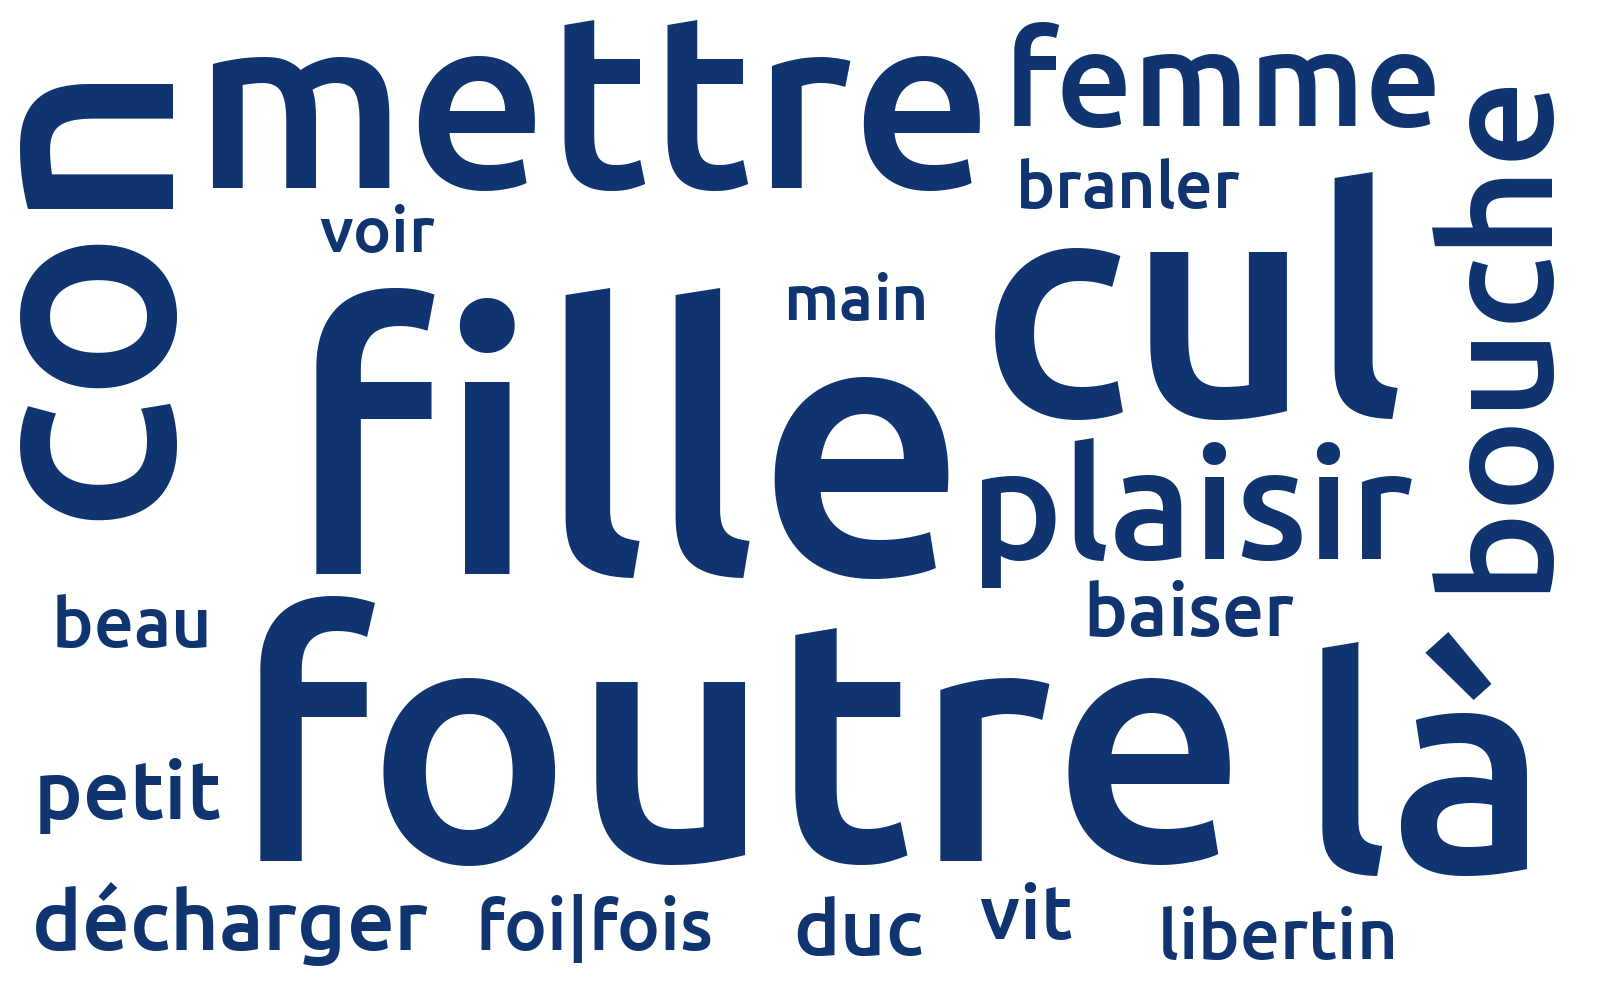 con
mettre
femme
bouche
branler
voir
cul
main
fille
plaisir
baiser
beau
foutre
là
petit
décharger
foi|fois
duc
vit
libertin